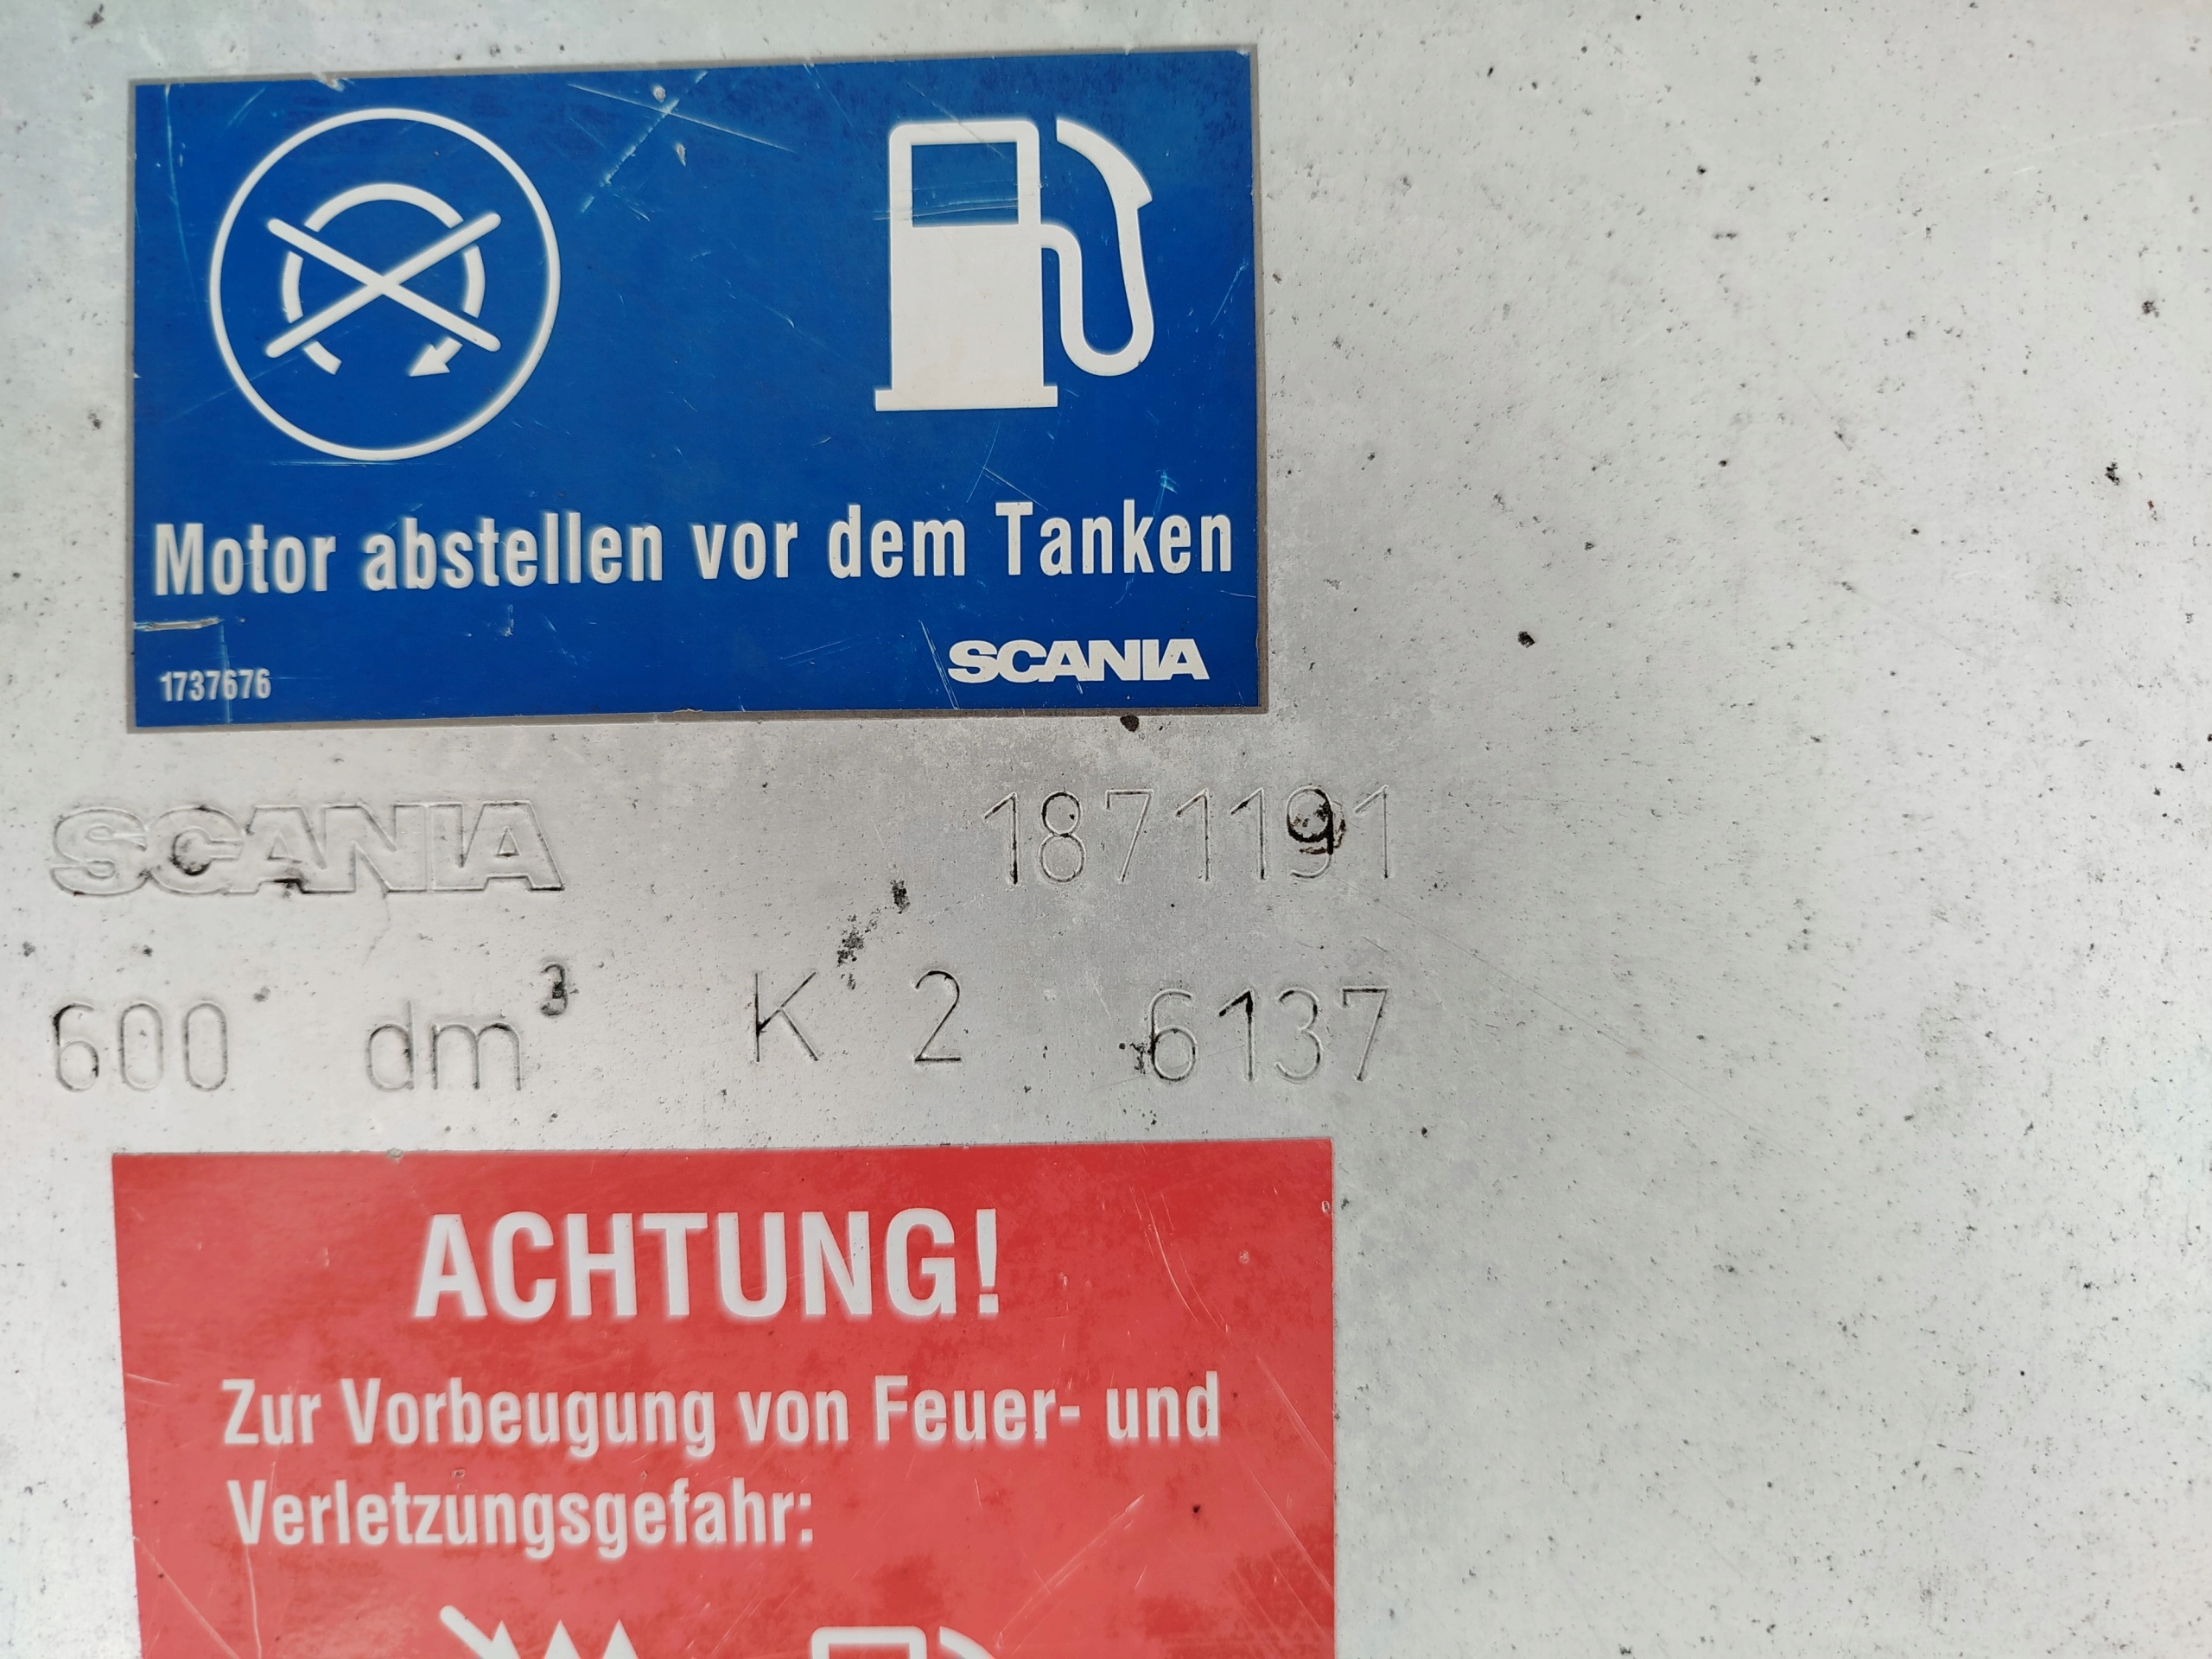 Motor abstellen vor dem Tanken
SCANIA
1737676
SCANIA 1871191
600 dm³ K 2 6137
ACHTUNG!
Zur Vorbeugung von Feuer- und
Verletzungsgefahr: